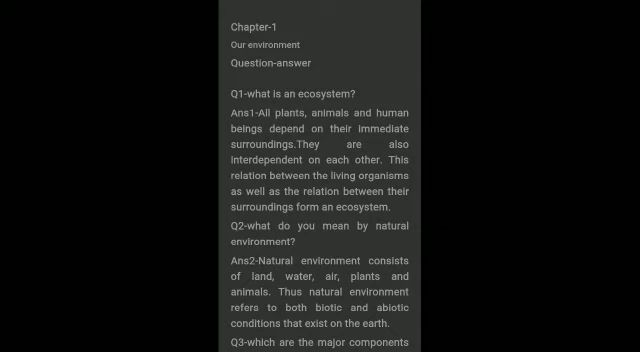 Chapter-1
Our environment
Question-answer
Q1-what is an ecosystem?
Ans1-All plants, animals and human
beings depend on their immediate
surroundings.They are also
interdependent on each other. This
relation between the living organisms
as well as the relation between their
surroundings form an ecosystem.
Q2-what do you mean by natural
environment?
Ans2-Natural environment consists
of land, water, air, plants and
animals. Thus natural environment
refers to both biotic and abiotic
conditions that exist on the earth.
Q3-which are the major components